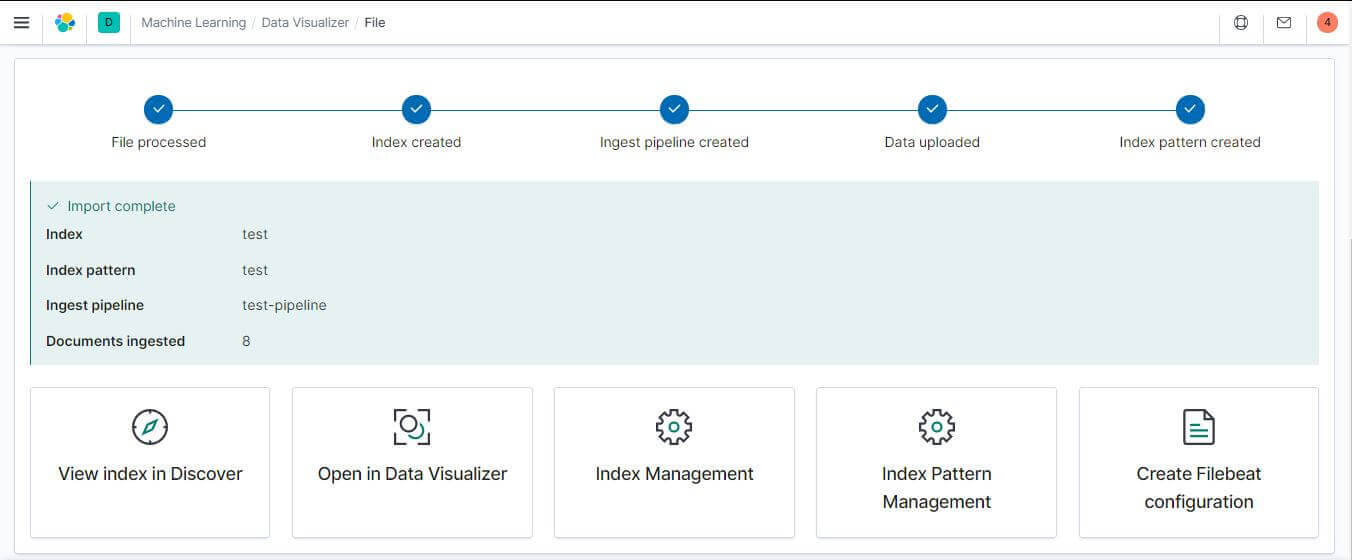 D Machine Learning / Data Visualizer / File 4
File processed Index created Ingest pipeline created Data uploaded Index pattern created
Import complete
Index test
Index pattern test
Ingest pipeline test-pipeline
Documents ingested 8
View index in Discover
Open in Data Visualizer
Index Management
Index Pattern
Management
Create Filebeat
configuration